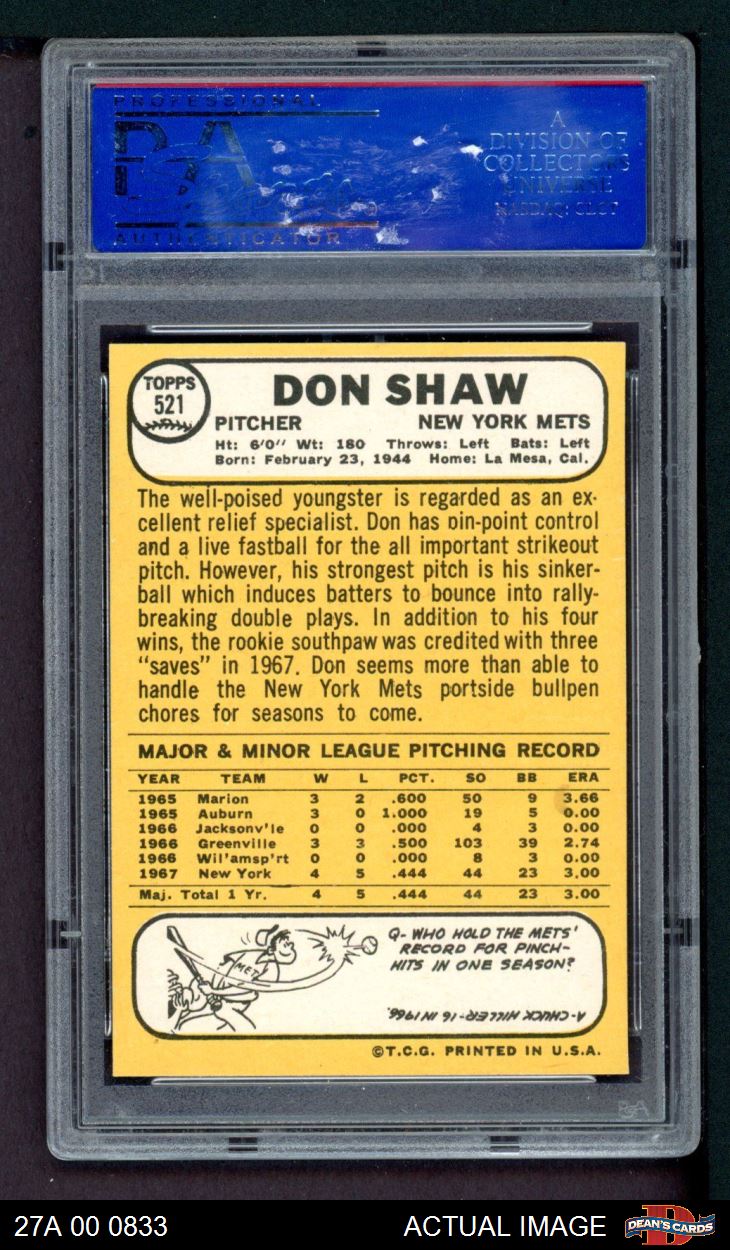 PROFESSIONAL
PSA
AUTHENTICATOR
A
DIVISION OF
COLLECTORS
UNIVERSE
NASDAQ: CLCT
TOPPS
521
DON SHAW
PITCHER NEW YORK METS
Ht: 6'0" Wt: 180 Throws: Left Bats: Left
Born: February 23, 1944 Home: La Mesa, Cal.
The well-poised youngster is regarded as an ex-
cellent relief specialist. Don has pin-point control
and a live fastball for the all important strikeout
pitch. However, his strongest pitch is his sinker-
ball which induces batters to bounce into rally-
breaking double plays. In addition to his four
wins, the rookie southpaw was credited with three
"saves" in 1967. Don seems more than able to
handle the New York Mets portside bullpen
chores for seasons to come.
MAJOR & MINOR LEAGUE PITCHING RECORD
YEAR TEAM W L PCT. SO BB ERA
1965 Marion 3 2 .600 50 9 3.66
1965 Auburn 3 0 1.000 19 5 0.00
1966 Jacksonv'le 0 0 .000 4 3 0.00
1966 Greenville 3 3 .500 103 39 2.74
1966 Wil'amsp'rt 0 0 .000 8 3 0.00
1967 New York 4 5 .444 44 23 3.00
Maj. Total 1 Yr. 4 5 .444 44 23 3.00
METS
Q- WHO HOLD THE METS'
RECORD FOR PINCH-
HITS IN ONE SEASON?
A-CHUCK HILLER-16 IN 1966.
©T.C.G. PRINTED IN U.S.A.
PSA
27A 00 0833 ACTUAL IMAGE
D
DEAN'S CARDS